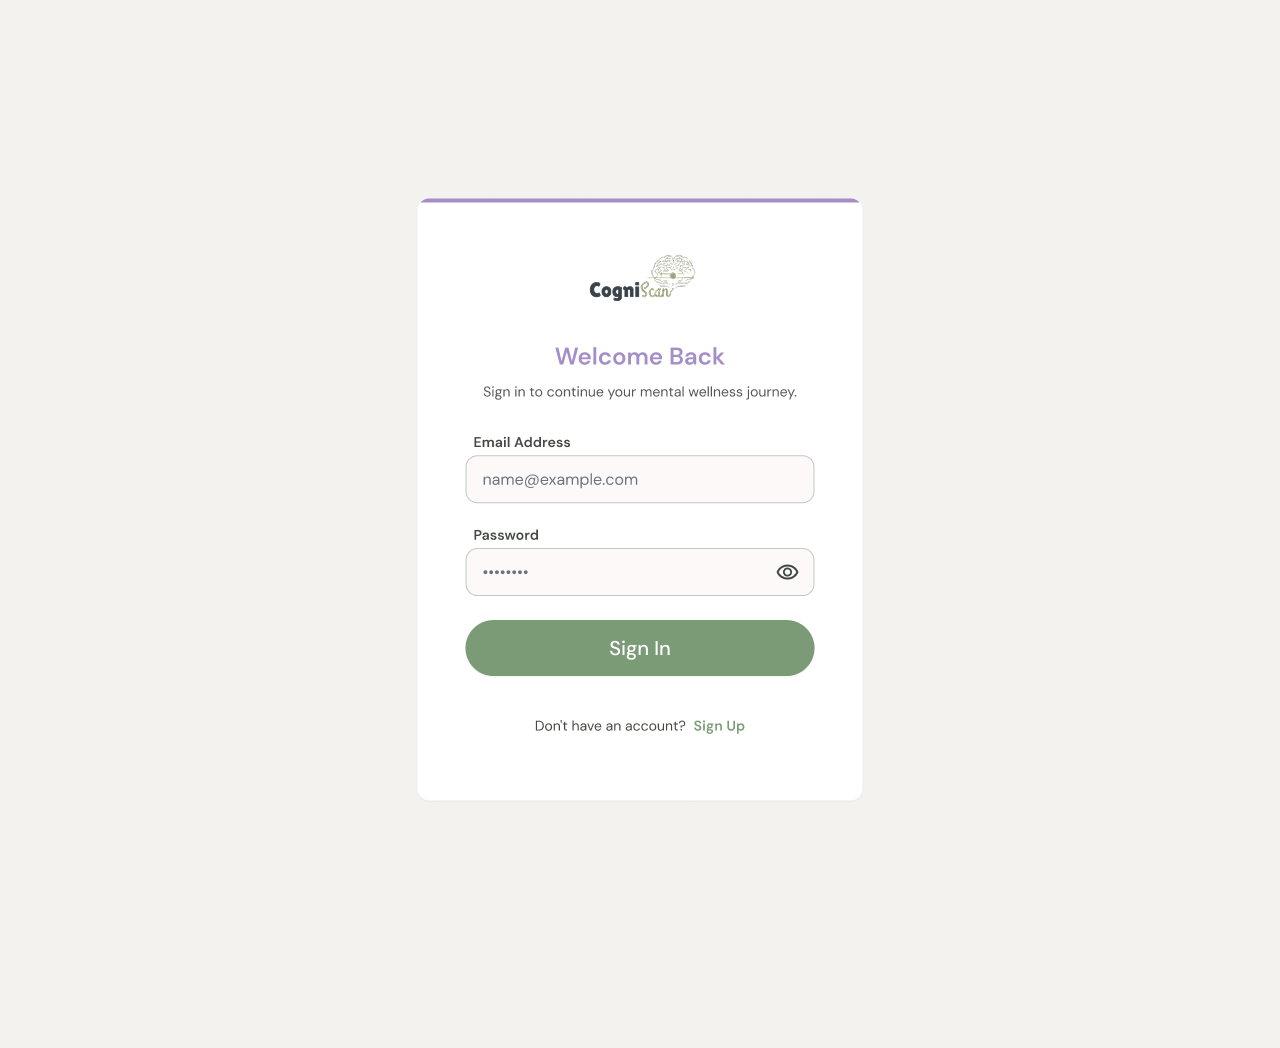 CogniScan
Welcome Back
Sign in to continue your mental wellness journey.
Email Address
name@example.com
Password
••••••••
Sign In
Don't have an account? Sign Up